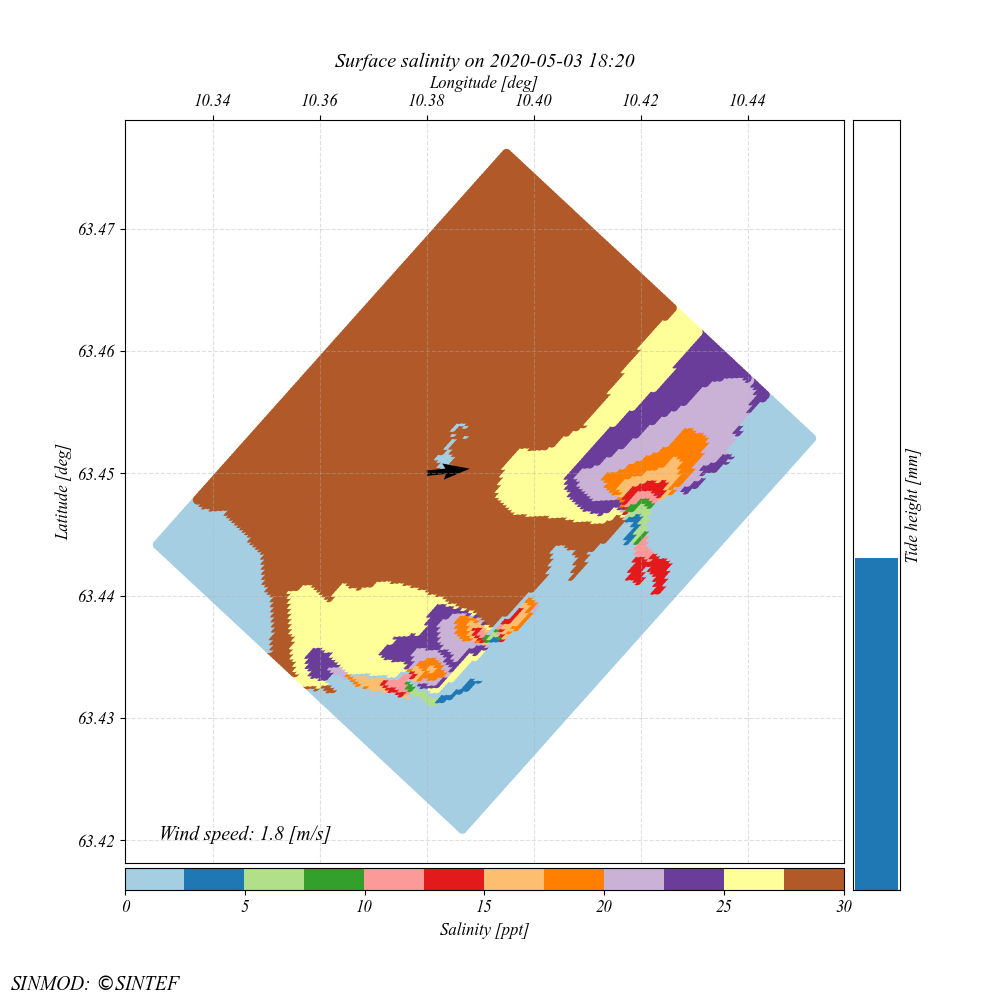 Surface salinity on 2020-05-03 18:20
Longitude [deg]
10.34 10.36 10.38 10.40 10.42 10.44
63.47
63.46
63.45
63.44
63.43
63.42
Latitude [deg]
Tide height [mm]
Wind speed: 1.8 [m/s]
0 5 10 15 20 25 30
Salinity [ppt]
SINMOD: ©SINTEF